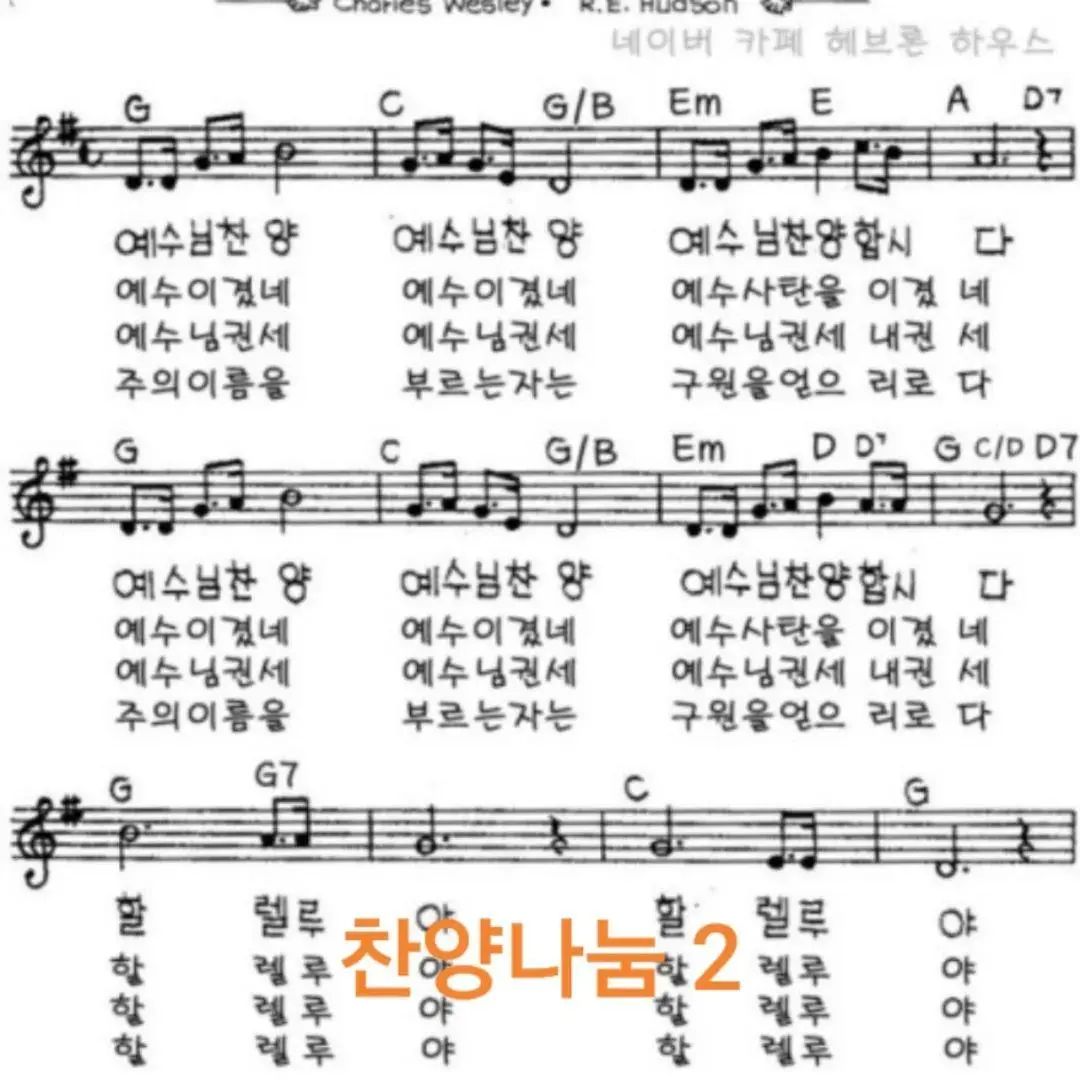 Charles Wesley • R.E. Hudson
네이버 카페 헤브론 하우스
G C G/B Em E A D7
예수님찬 양 예수님찬 양 예수님찬양합시 다
예수이겼네 예수이겼네 예수사탄을 이겼 네
예수님권세 예수님권세 예수님권세 내권 세
주의이름을 부르는자는 구원을얻으 리로 다
G C G/B Em D D7 G C/D D7
예수님찬 양 예수님찬 양 예수님찬양합시 다
예수이겼네 예수이겼네 예수사탄을 이겼 네
예수님권세 예수님권세 예수님권세 내권 세
주의이름을 부르는자는 구원을얻으 리로 다
G G7 C G
할 렐루 야 할 렐루 야
찬양나눔 2
할 렐루 야 할 렐루 야
할 렐루 야 할 렐루 야
할 렐루 야 할 렐루 야